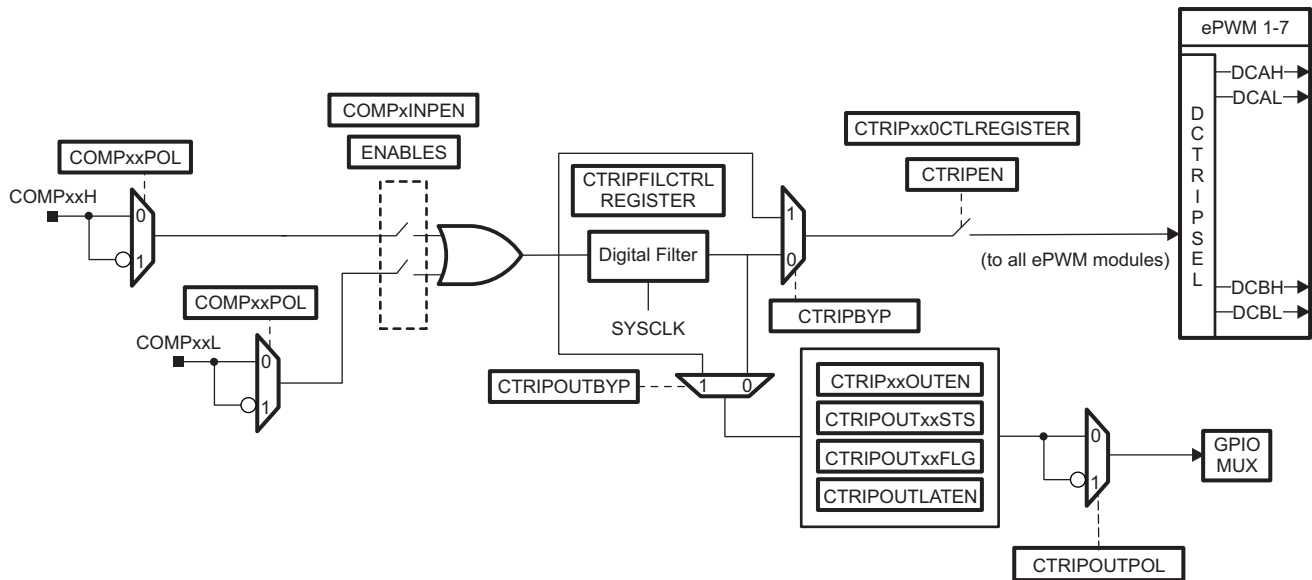 ePWM 1-7
DCAH
DCAL
DCTRIPSEL
DCBH
DCBL
COMPxINPEN
ENABLES
COMPxxPOL
COMPxxH
0
1
COMPxxPOL
COMPxxL
0
1
CTRIPFILCTRL
REGISTER
Digital Filter
SYSCLK
1
0
CTRIPBYP
CTRIPxx0CTLREGISTER
CTRIPEN
(to all ePWM modules)
CTRIPOUTBYP
1 0
CTRIPxxOUTEN
CTRIPOUTxxSTS
CTRIPOUTxxFLG
CTRIPOUTLATEN
0
1
CTRIPOUTPOL
GPIO
MUX